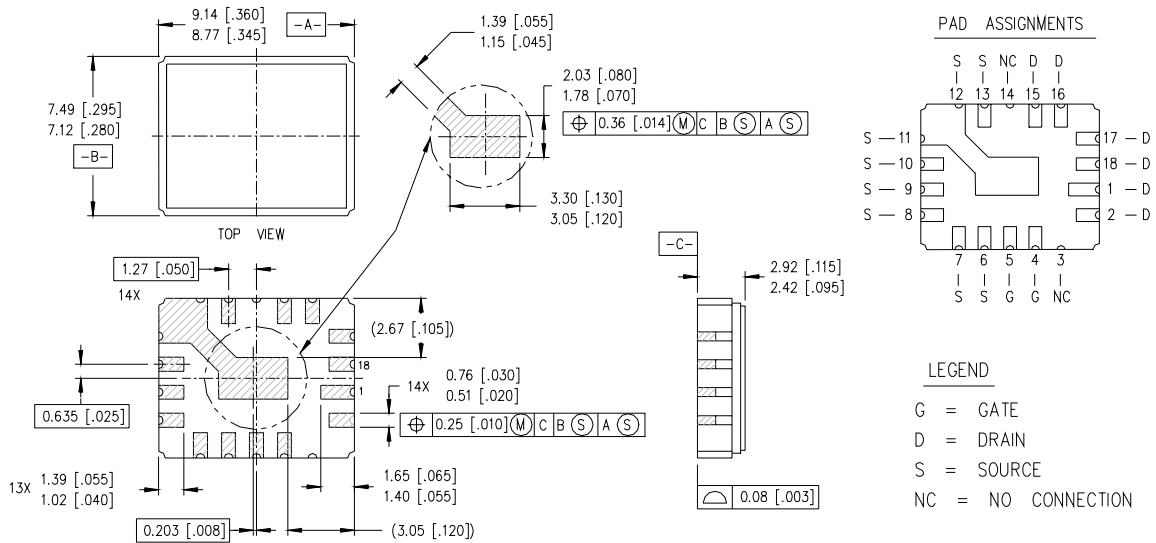 9.14 [.360]
8.77 [.345]
-A-
7.49 [.295]
7.12 [.280]
-B-
TOP VIEW
1.39 [.055]
1.15 [.045]
2.03 [.080]
1.78 [.070]
⌖ 0.36 [.014] Ⓜ C B Ⓢ A Ⓢ
3.30 [.130]
3.05 [.120]
1.27 [.050]
14X
(2.67 [.105])
18
1
0.635 [.025]
14X 0.76 [.030]
0.51 [.020]
⌖ 0.25 [.010] Ⓜ C B Ⓢ A Ⓢ
13X 1.39 [.055]
1.02 [.040]
1.65 [.065]
1.40 [.055]
0.203 [.008]
(3.05 [.120])
-C-
2.92 [.115]
2.42 [.095]
⌓ 0.08 [.003]
PAD ASSIGNMENTS
S S NC D D
12 13 14 15 16
S — 11
17 — D
S — 10
18 — D
S — 9
1 — D
S — 8
2 — D
7 6 5 4 3
S S G G NC
LEGEND
G = GATE
D = DRAIN
S = SOURCE
NC = NO CONNECTION